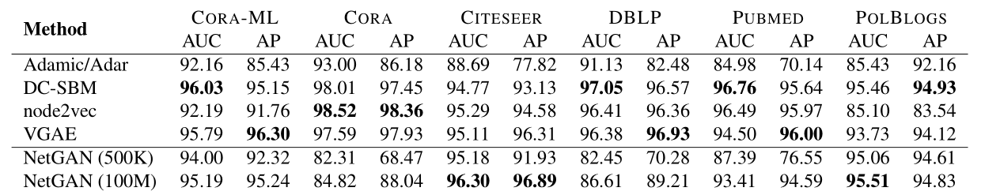 Method CORA-ML CORA CITESEER DBLP PUBMED POLBLOGS
AUC AP AUC AP AUC AP AUC AP AUC AP AUC AP
Adamic/Adar 92.16 85.43 93.00 86.18 88.69 77.82 91.13 82.48 84.98 70.14 85.43 92.16
DC-SBM 96.03 95.15 98.01 97.45 94.77 93.13 97.05 96.57 96.76 95.64 95.46 94.93
node2vec 92.19 91.76 98.52 98.36 95.29 94.58 96.41 96.36 96.49 95.97 85.10 83.54
VGAE 95.79 96.30 97.59 97.93 95.11 96.31 96.38 96.93 94.50 96.00 93.73 94.12
NetGAN (500K) 94.00 92.32 82.31 68.47 95.18 91.93 82.45 70.28 87.39 76.55 95.06 94.61
NetGAN (100M) 95.19 95.24 84.82 88.04 96.30 96.89 86.61 89.21 93.41 94.59 95.51 94.83